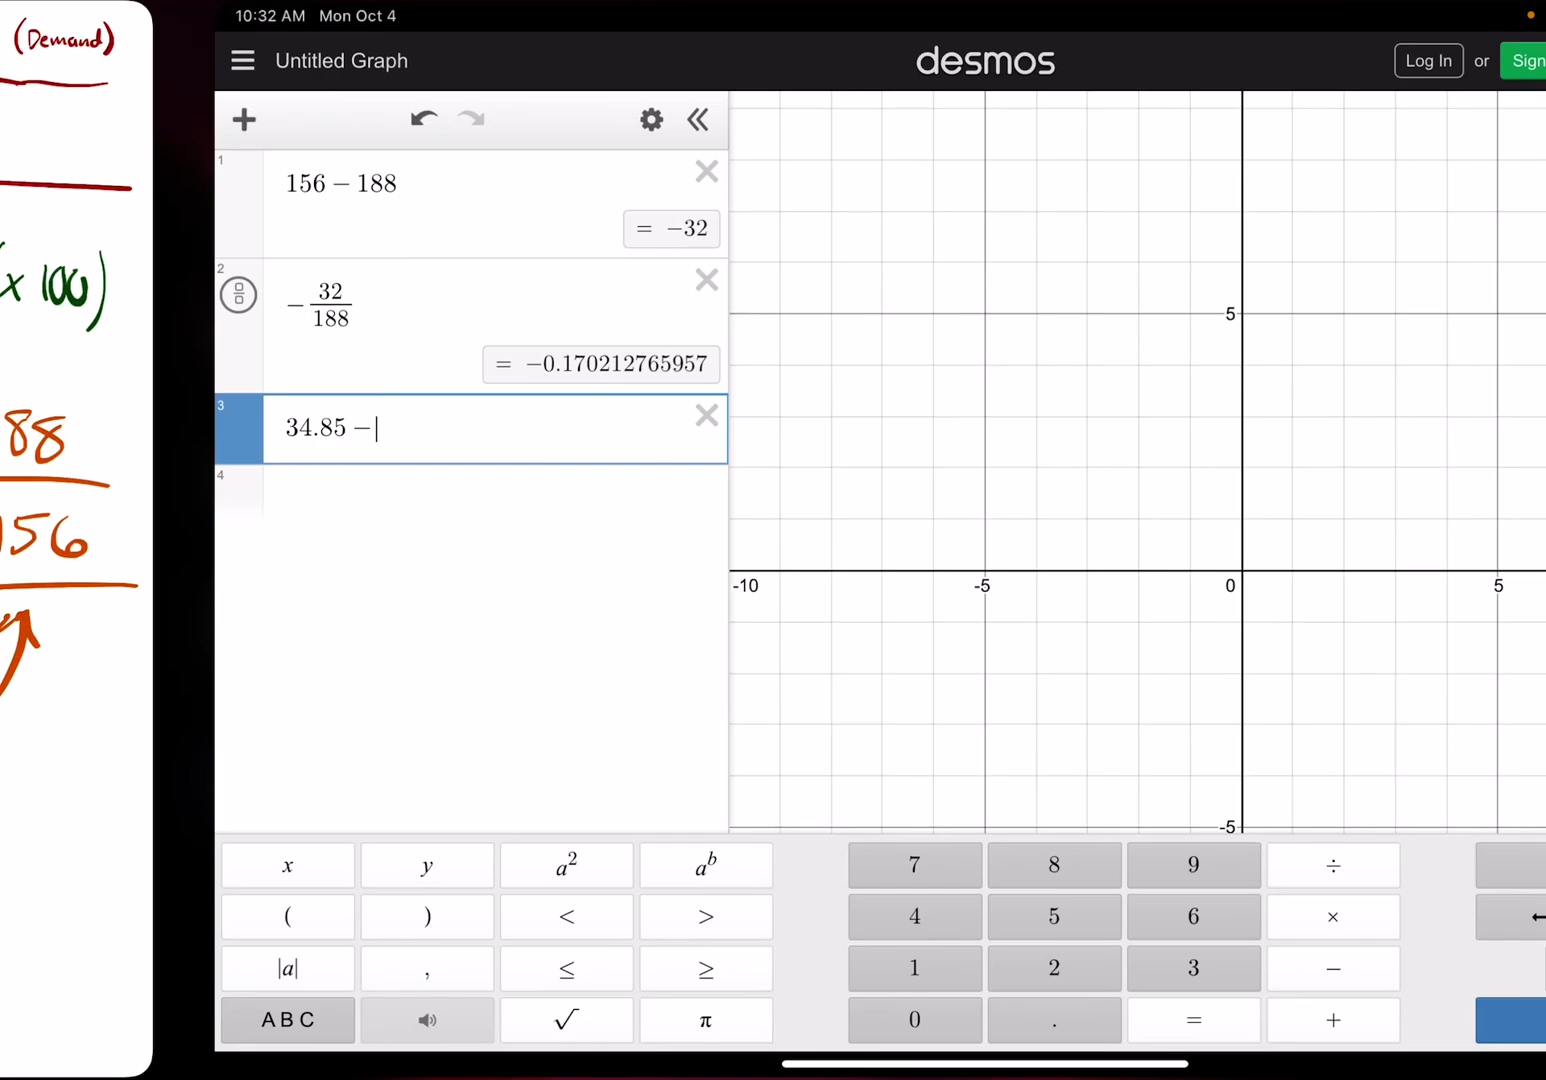 10:32 AM Mon Oct 4
(Demand)
Untitled Graph
desmos
Log In or Sign
1
156 − 188
= −32
x 100)
2
− 32
188
= −0.170212765957
88
3
34.85 −
4
156
5
-10
-5
0
5
-5
x y a² aᵇ 7 8 9 ÷
( ) < > 4 5 6 ×
|a| , ≤ ≥ 1 2 3 −
A B C √ π 0 . = +